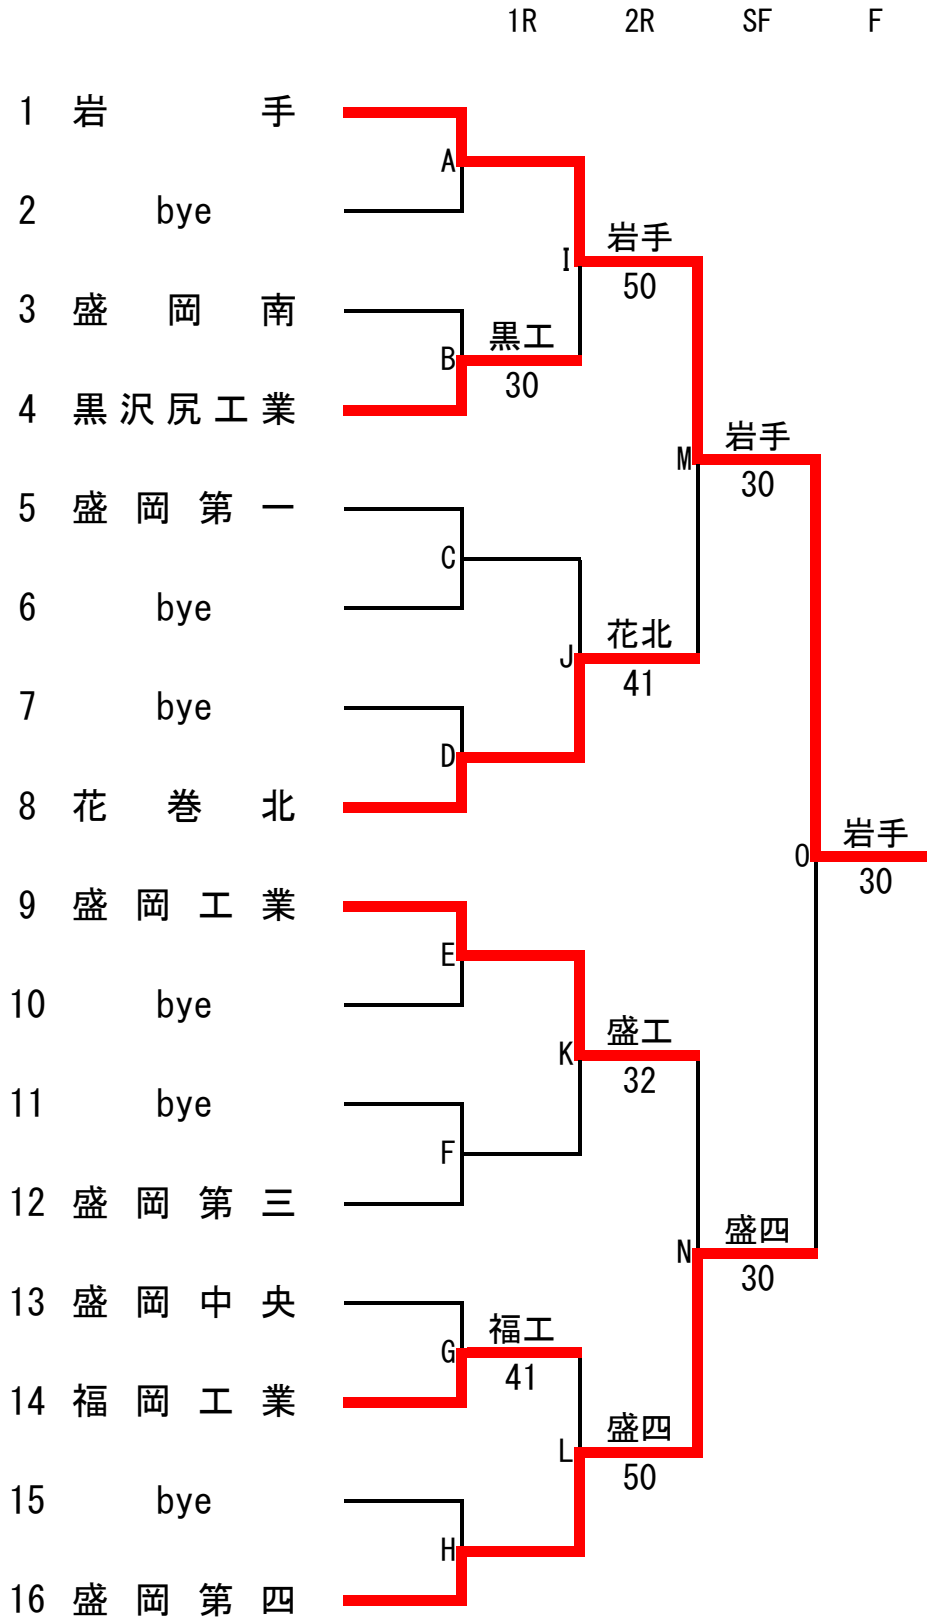 1R 2R SF F
1 岩手
A
2 bye
岩手
I
50
3 盛岡南
黒工
B
30
4 黒沢尻工業
岩手
M
30
5 盛岡第一
C
6 bye
花北
J
41
7 bye
D
8 花巻北
岩手
O
30
9 盛岡工業
E
10 bye
盛工
K
32
11 bye
F
12 盛岡第三
盛四
N
30
13 盛岡中央
福工
G
41
14 福岡工業
盛四
L
50
15 bye
H
16 盛岡第四